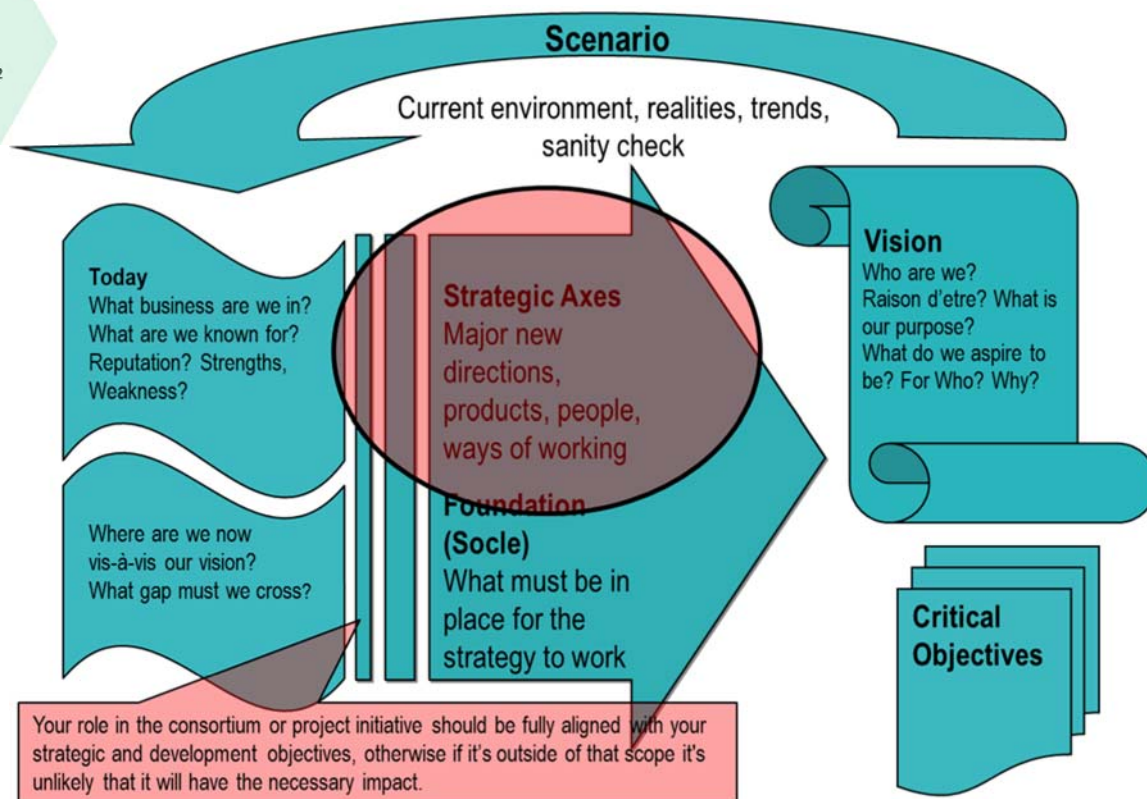 2
Scenario
Current environment, realities, trends,
sanity check
Today
What business are we in?
What are we known for?
Reputation? Strengths,
Weakness?
Where are we now
vis-à-vis our vision?
What gap must we cross?
Strategic Axes
Major new
directions,
products, people,
ways of working
Foundation
(Socle)
What must be in
place for the
strategy to work
Vision
Who are we?
Raison d'etre? What is
our purpose?
What do we aspire to
be? For Who? Why?
Critical
Objectives
Your role in the consortium or project initiative should be fully aligned with your
strategic and development objectives, otherwise if it's outside of that scope it's
unlikely that it will have the necessary impact.